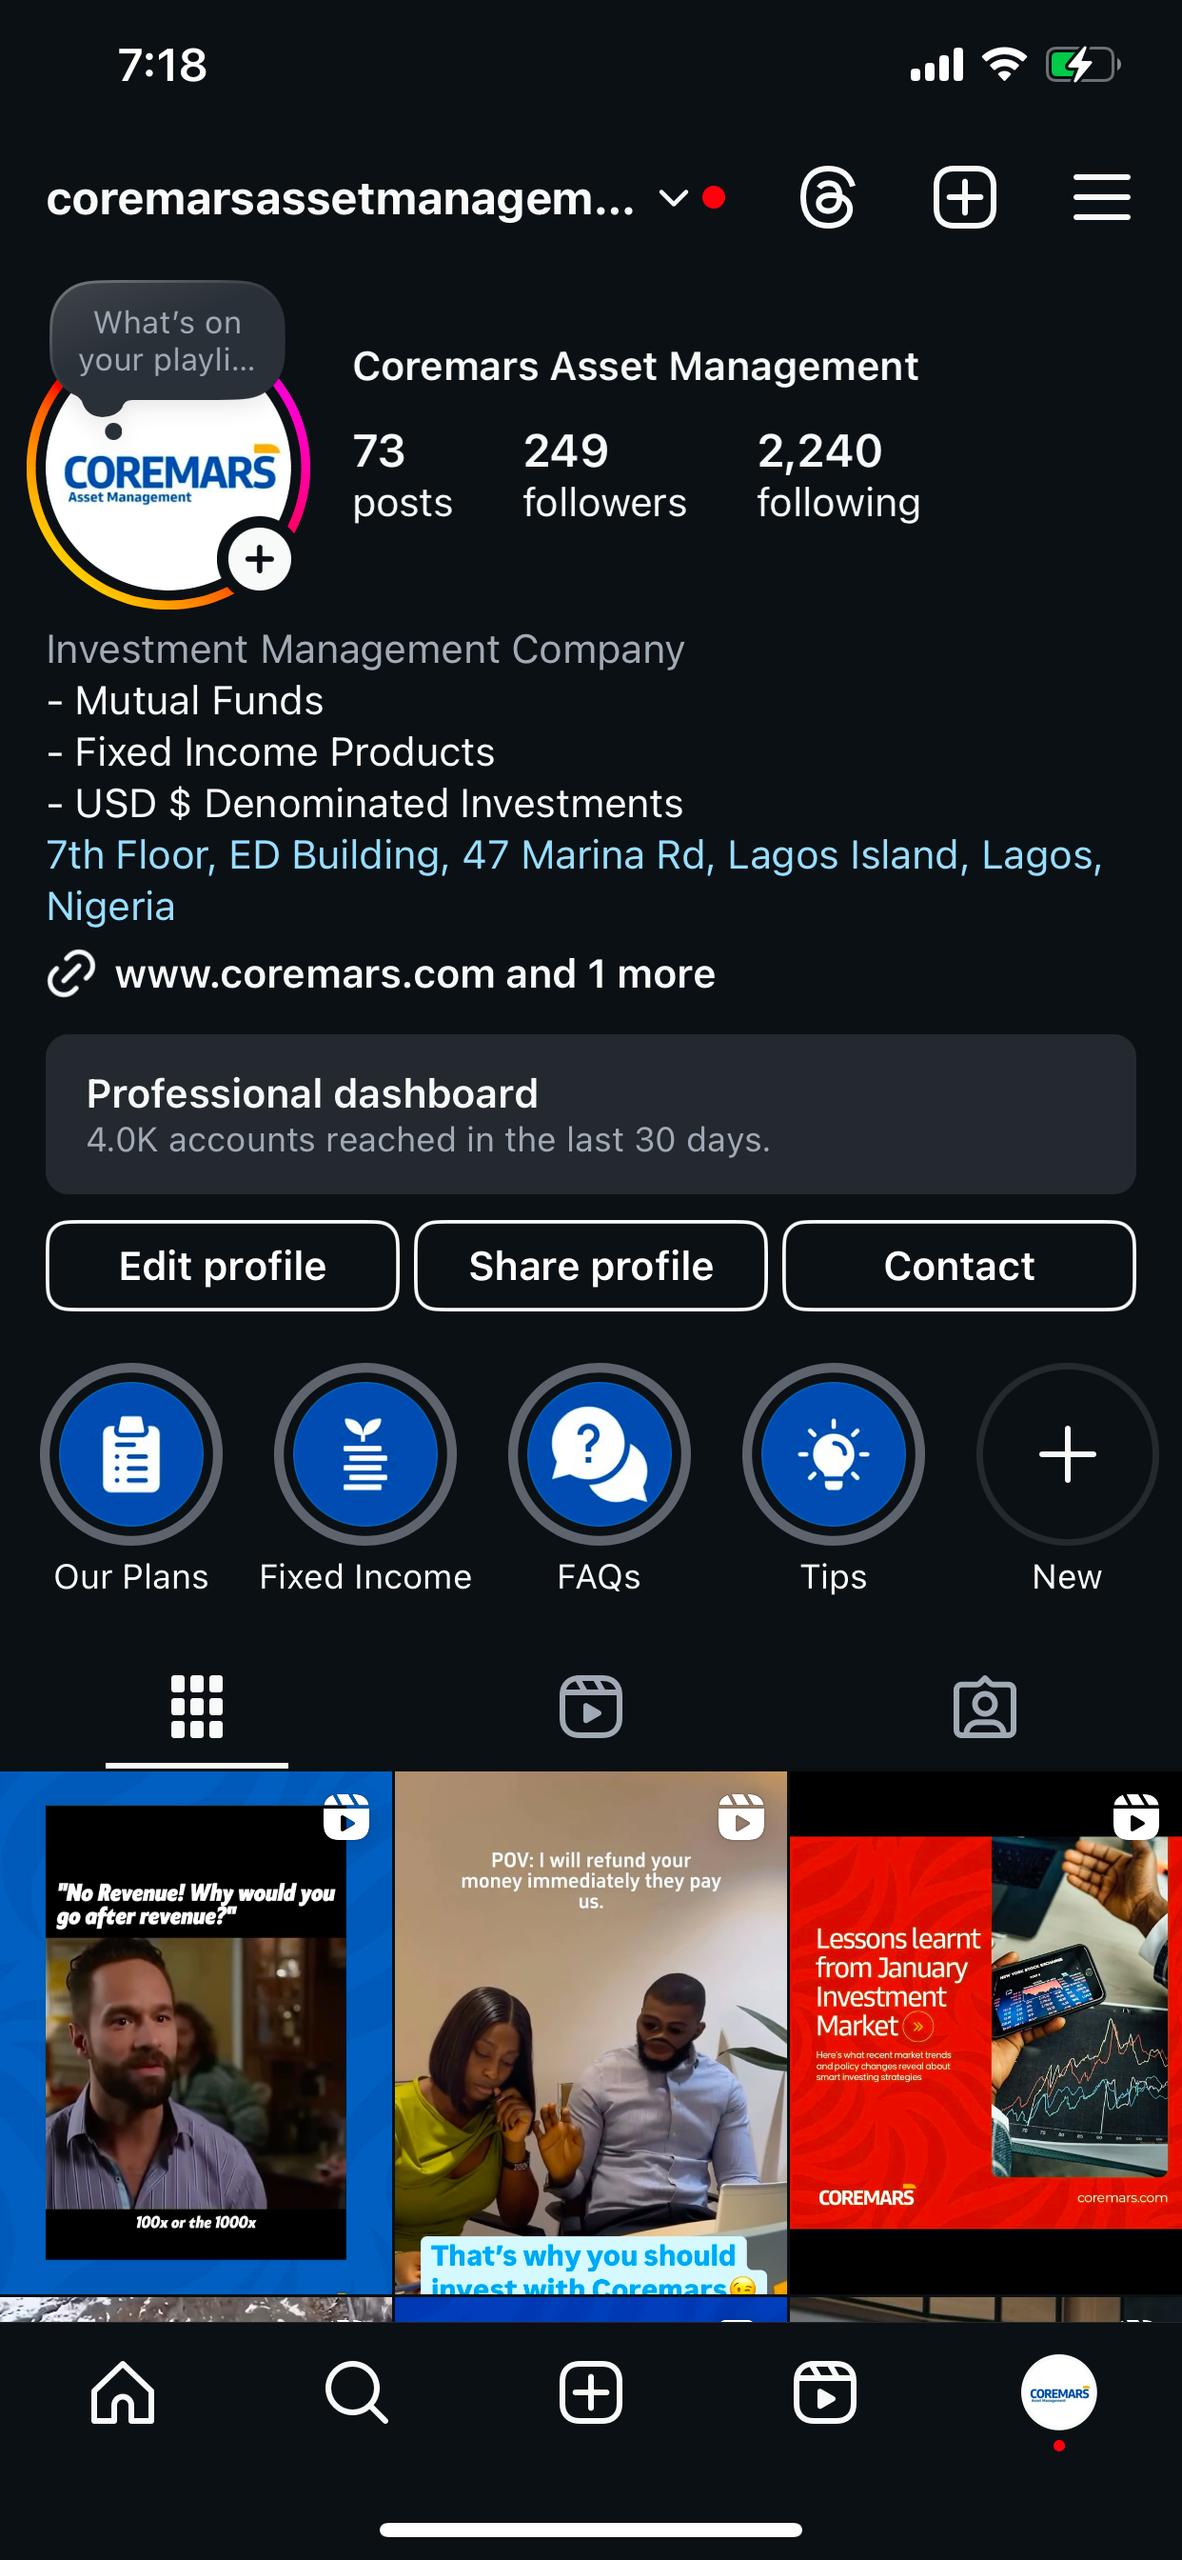 7:18
coremarsassetmanagem...
What's on
your playli...
COREMARS
Asset Management
Coremars Asset Management
73 249 2,240
posts followers following
Investment Management Company
- Mutual Funds
- Fixed Income Products
- USD $ Denominated Investments
7th Floor, ED Building, 47 Marina Rd, Lagos Island, Lagos,
Nigeria
www.coremars.com and 1 more
Professional dashboard
4.0K accounts reached in the last 30 days.
Edit profile Share profile Contact
Our Plans Fixed Income FAQs Tips New
"No Revenue! Why would you
go after revenue?"
100x or the 1000x
POV: I will refund your
money immediately they pay
us.
That's why you should
invest with Coremars😉
Lessons learnt
from January
Investment
Market »
Here's what recent market trends
and policy changes reveal about
smart investing strategies
NEW YORK STOCK EXCHANGE
COREMARS coremars.com
COREMARS
Asset Management